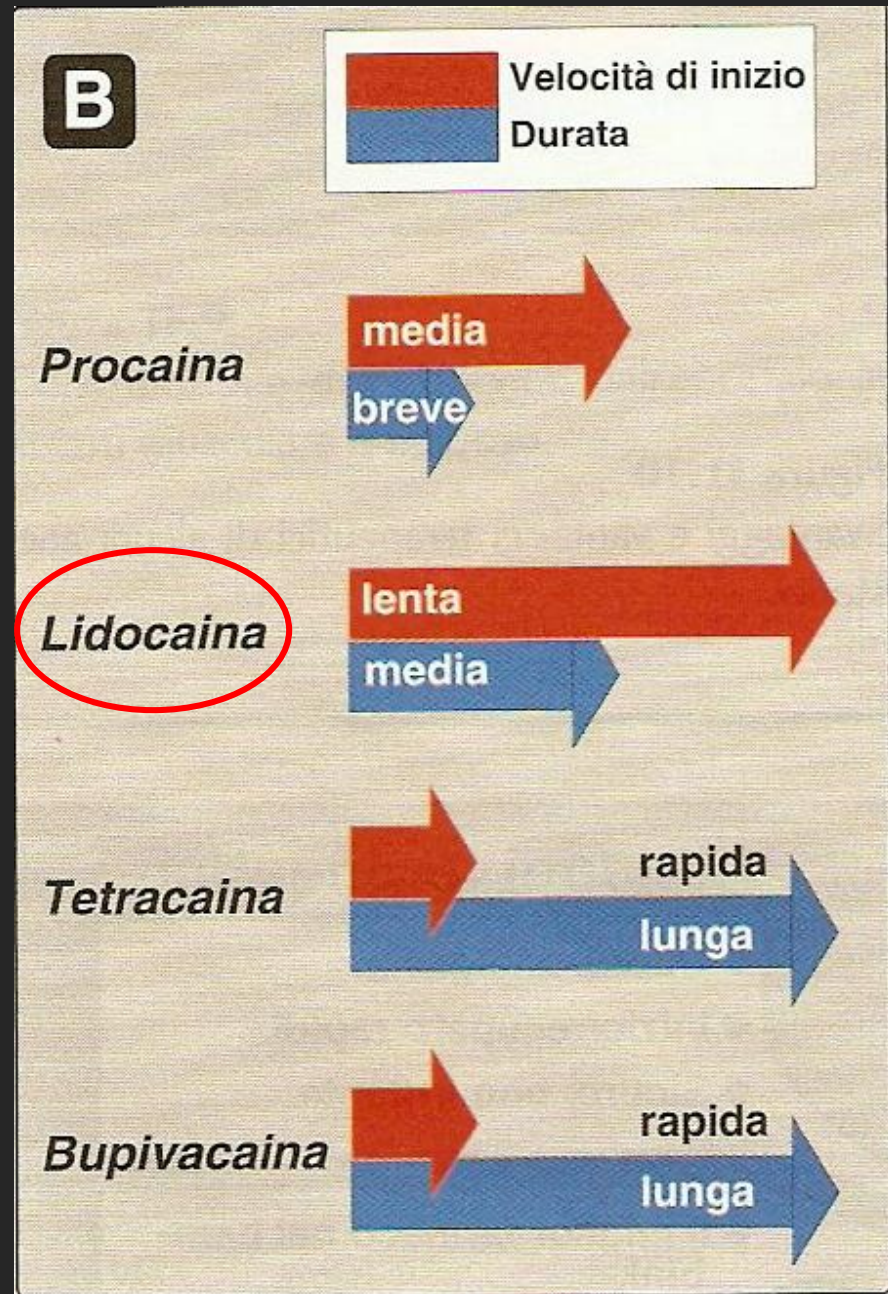 B
Velocità di inizio
Durata
Procaina
media
breve
Lidocaina
lenta
media
Tetracaina
rapida
lunga
Bupivacaina
rapida
lunga